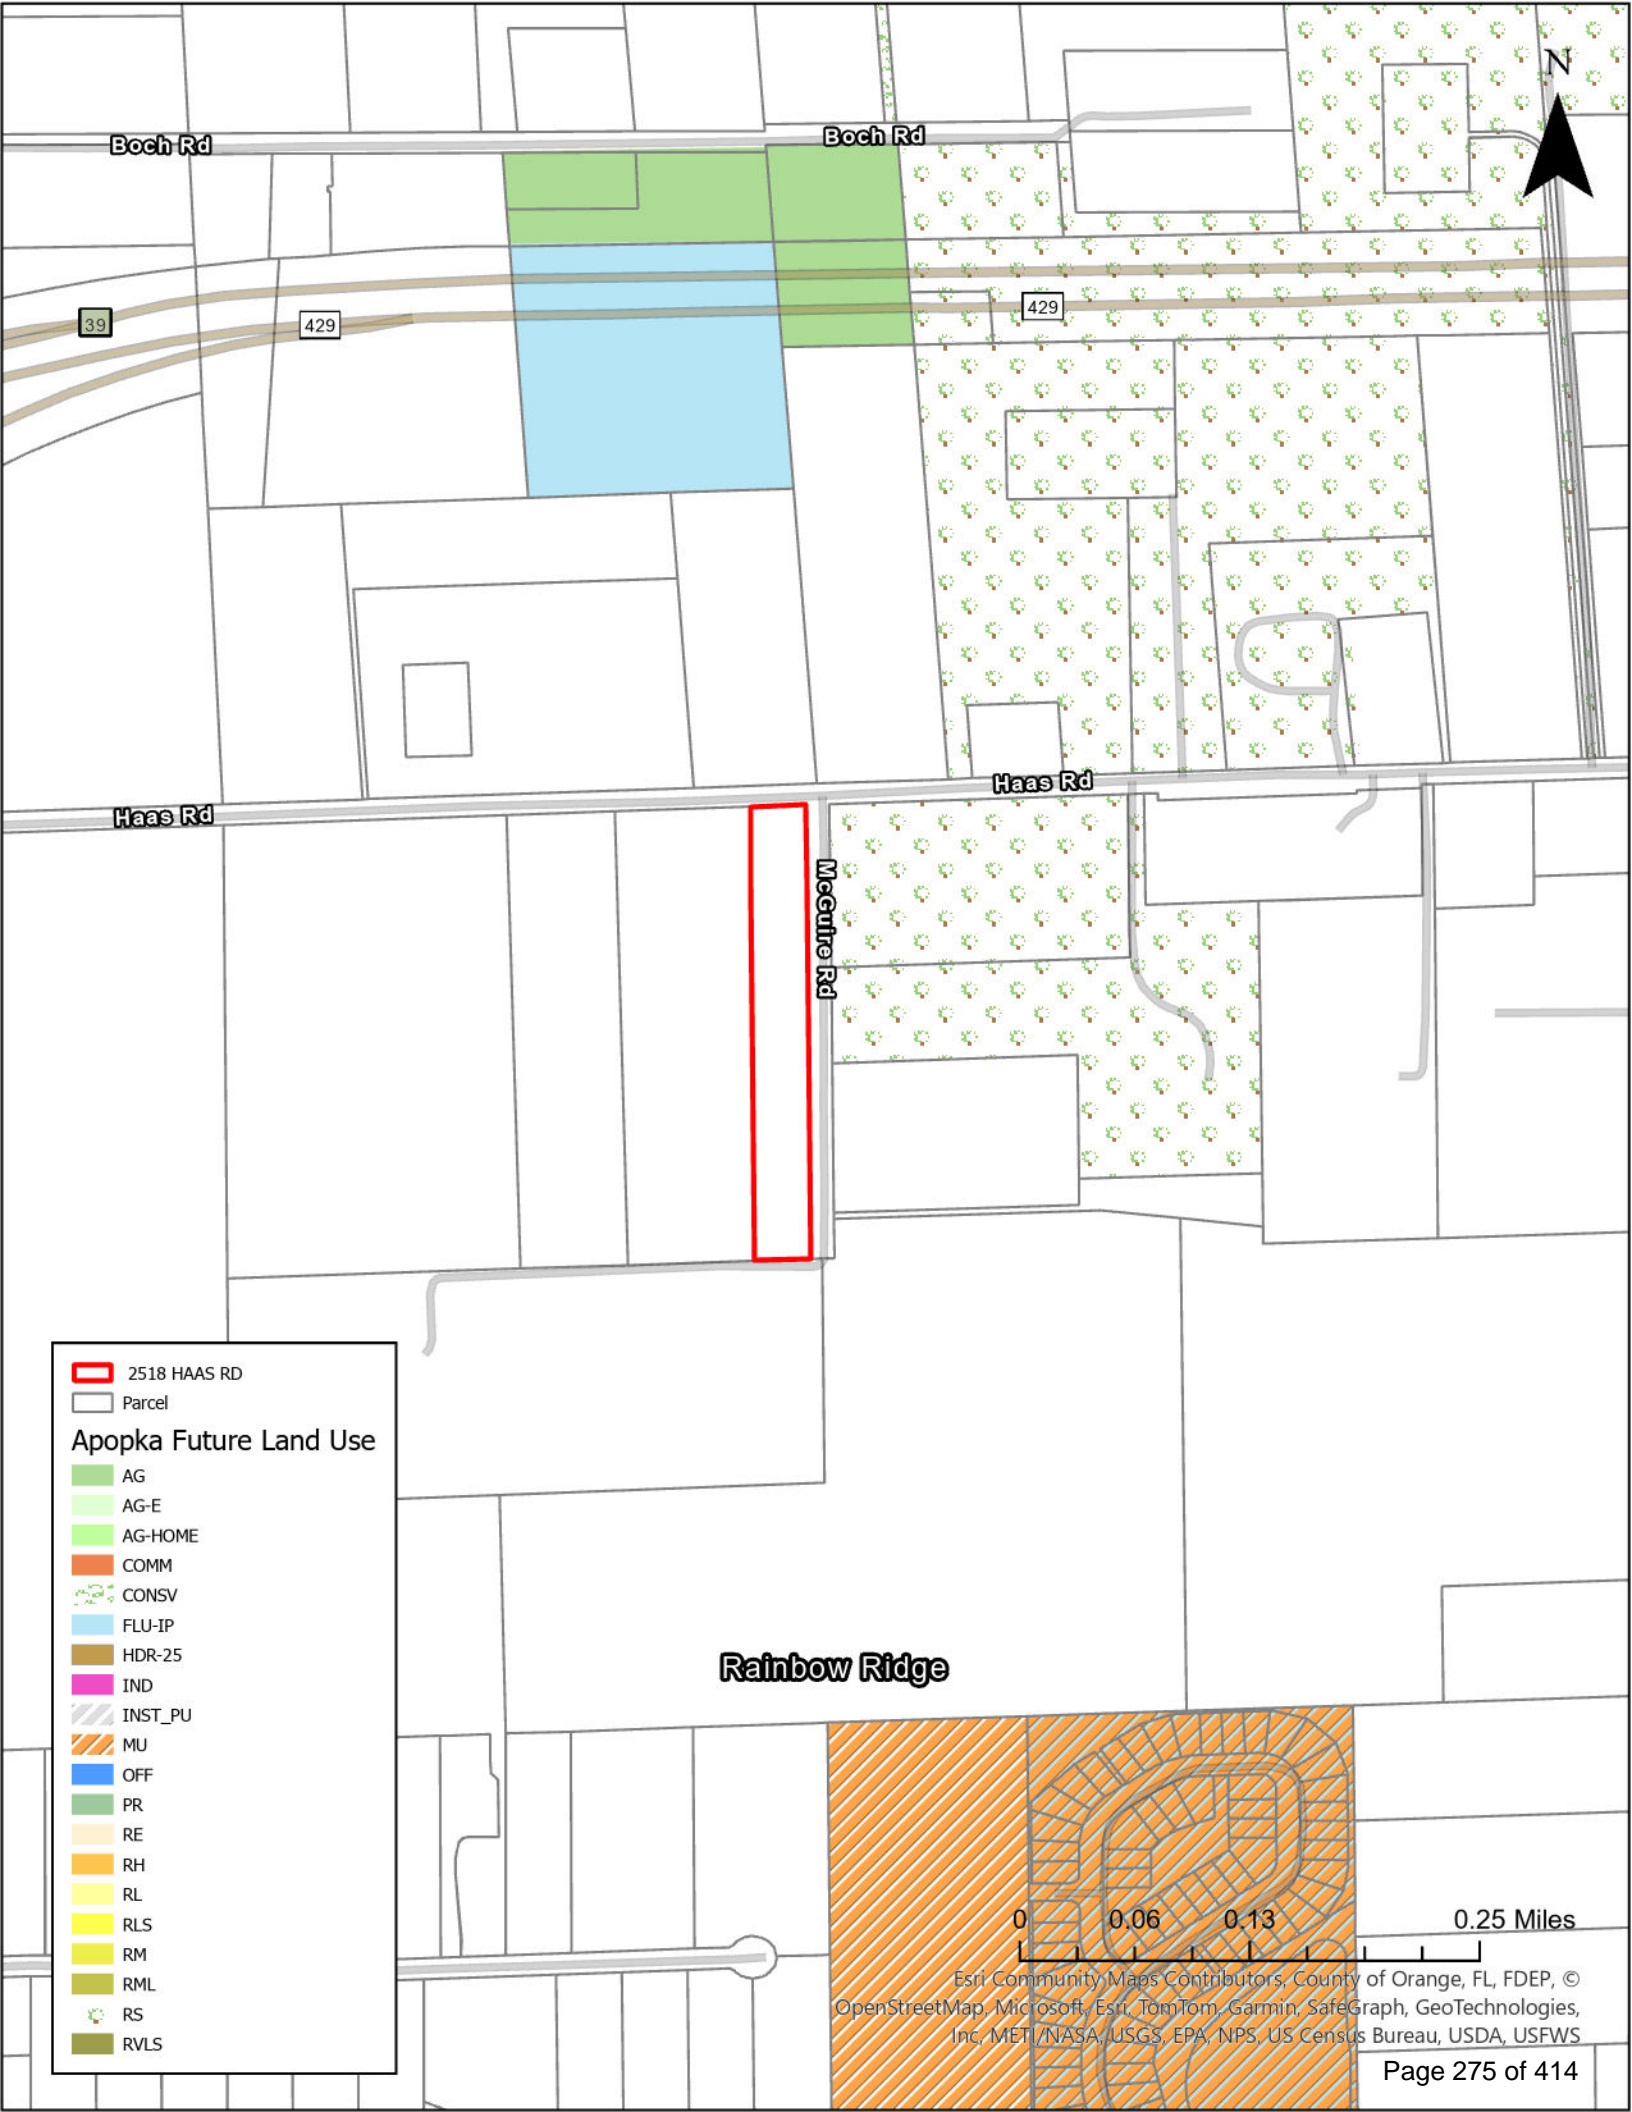 N
Boch Rd
Boch Rd
39
429
429
Haas Rd
Haas Rd
McGuire Rd
2518 HAAS RD
Parcel
Apopka Future Land Use
AG
AG-E
AG-HOME
COMM
CONSV
FLU-IP
HDR-25
IND
INST_PU
MU
OFF
PR
RE
RH
RL
RLS
RM
RML
RS
RVLS
Rainbow Ridge
0 0.06 0.13 0.25 Miles
Esri Community Maps Contributors, County of Orange, FL, FDEP, ©
OpenStreetMap, Microsoft, Esri, TomTom, Garmin, SafeGraph, GeoTechnologies,
Inc, METI/NASA, USGS, EPA, NPS, US Census Bureau, USDA, USFWS
Page 275 of 414